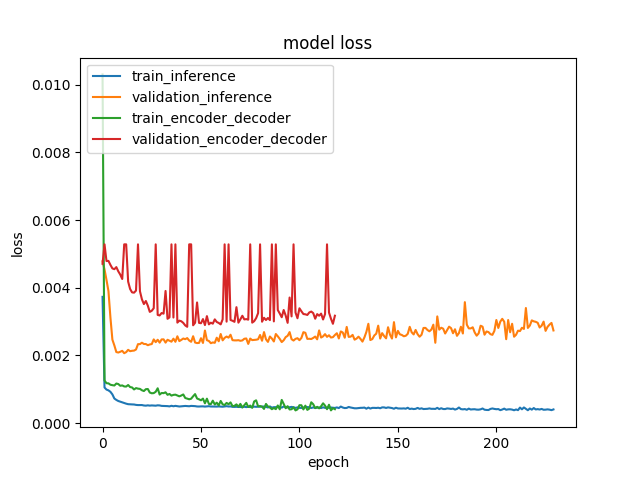 model loss
train_inference
validation_inference
train_encoder_decoder
validation_encoder_decoder
0.010
0.008
0.006
0.004
0.002
0.000
loss
0 50 100 150 200
epoch